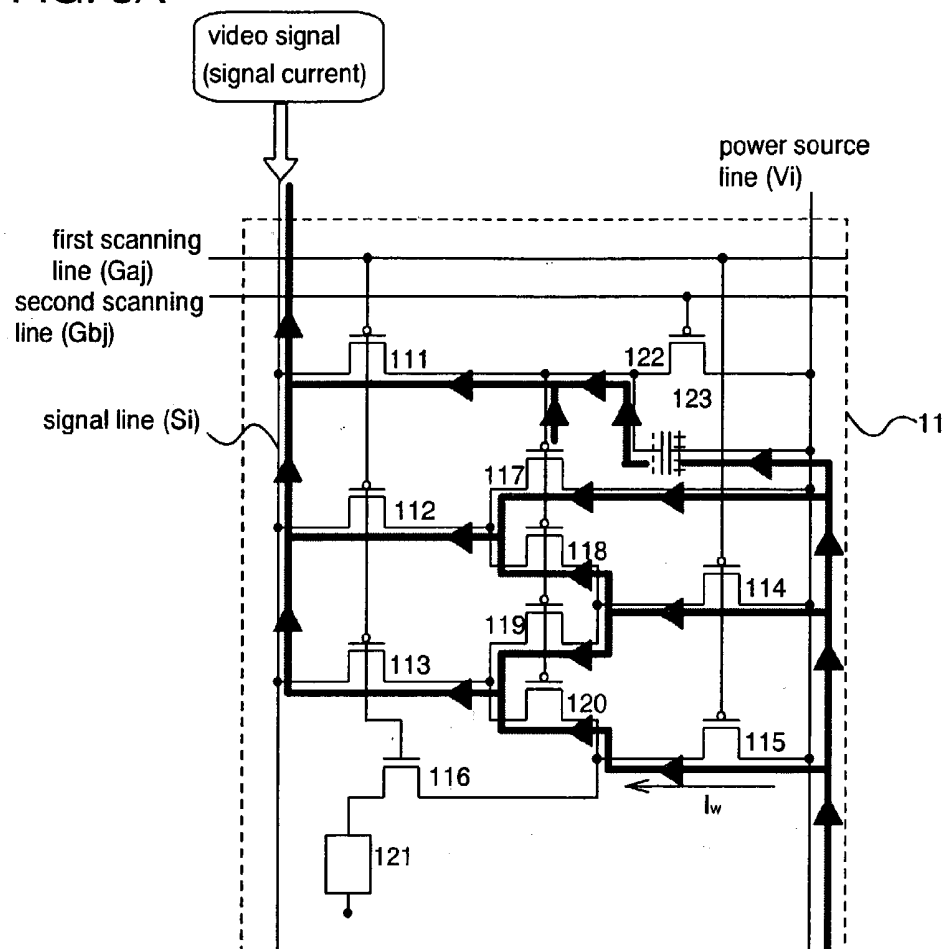 video signal
(signal current)
power source
line (Vi)
first scanning
line (Gaj)
second scanning
line (Gbj)
111
122
123
signal line (Si)
11
117
112
118
114
119
113
120
115
116
Iw
121